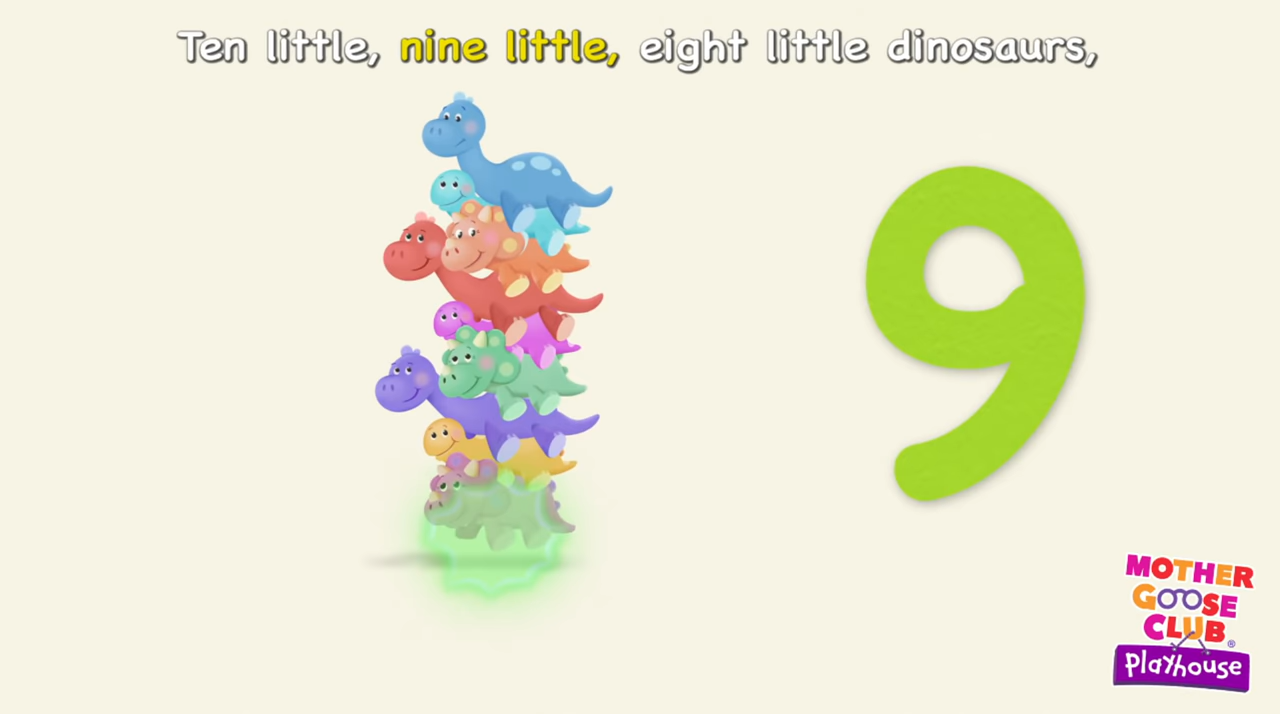 Ten little, nine little, eight little dinosaurs,
9
MOTHER
GOOSE
CLUB®
Playhouse